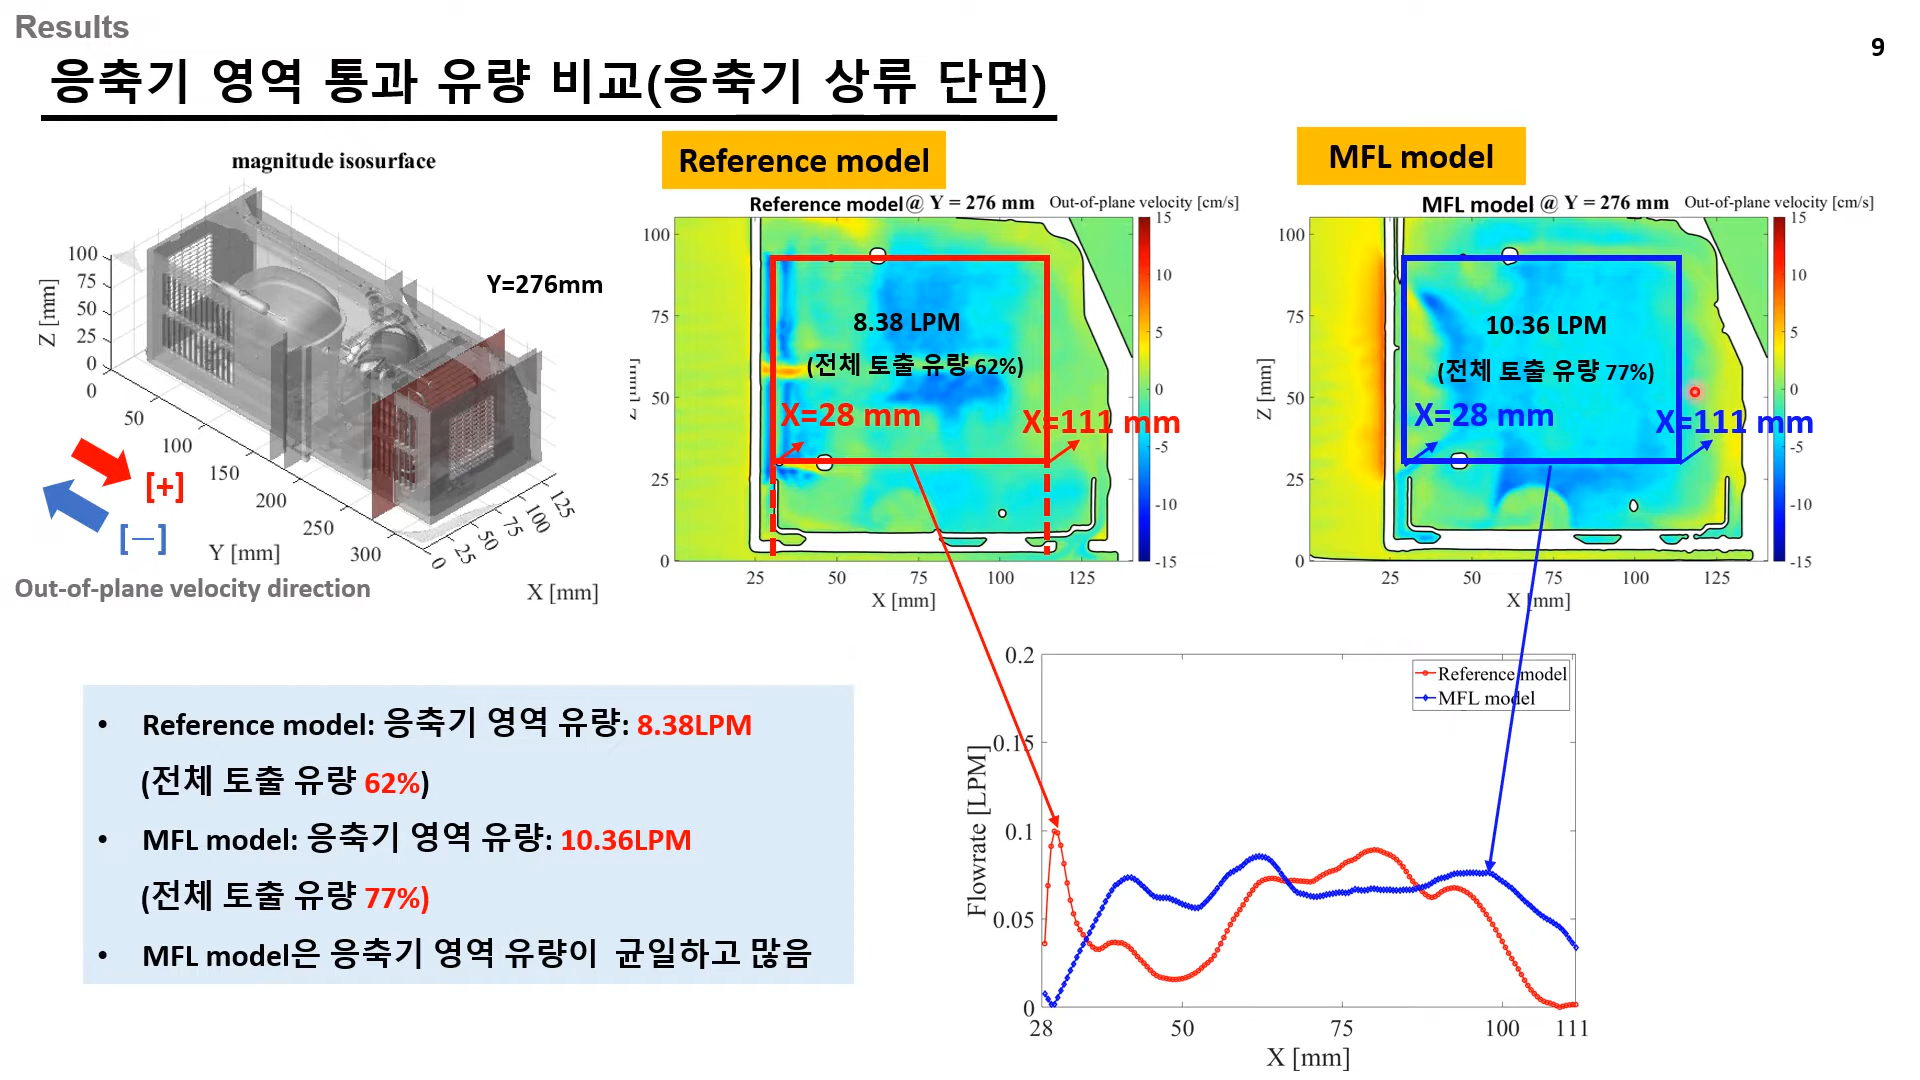 Results
9
응축기 영역 통과 유량 비교(응축기 상류 단면)
magnitude isosurface
Y=276mm
Z [mm]
100
75
50
25
0
0
50
100
150
200
250
300
Y [mm]
0
25
50
75
100
125
X [mm]
[+]
[—]
Out-of-plane velocity direction
Reference model
Reference model @ Y = 276 mm
Out-of-plane velocity [cm/s]
100
75
50
25
0
25
50
75
100
125
X [mm]
Z [mm]
15
10
5
0
-5
-10
-15
8.38 LPM
(전체 토출 유량 62%)
X=28 mm
X=111 mm
MFL model
MFL model @ Y = 276 mm
Out-of-plane velocity [cm/s]
100
75
50
25
0
25
50
75
100
125
X [mm]
Z [mm]
15
10
5
0
-5
-10
-15
10.36 LPM
(전체 토출 유량 77%)
X=28 mm
X=111 mm
• Reference model: 응축기 영역 유량: 8.38LPM
(전체 토출 유량 62%)
• MFL model: 응축기 영역 유량: 10.36LPM
(전체 토출 유량 77%)
• MFL model은 응축기 영역 유량이 균일하고 많음
Flowrate [LPM]
0.2
0.15
0.1
0.05
0
28
50
75
100
111
X [mm]
Reference model
MFL model